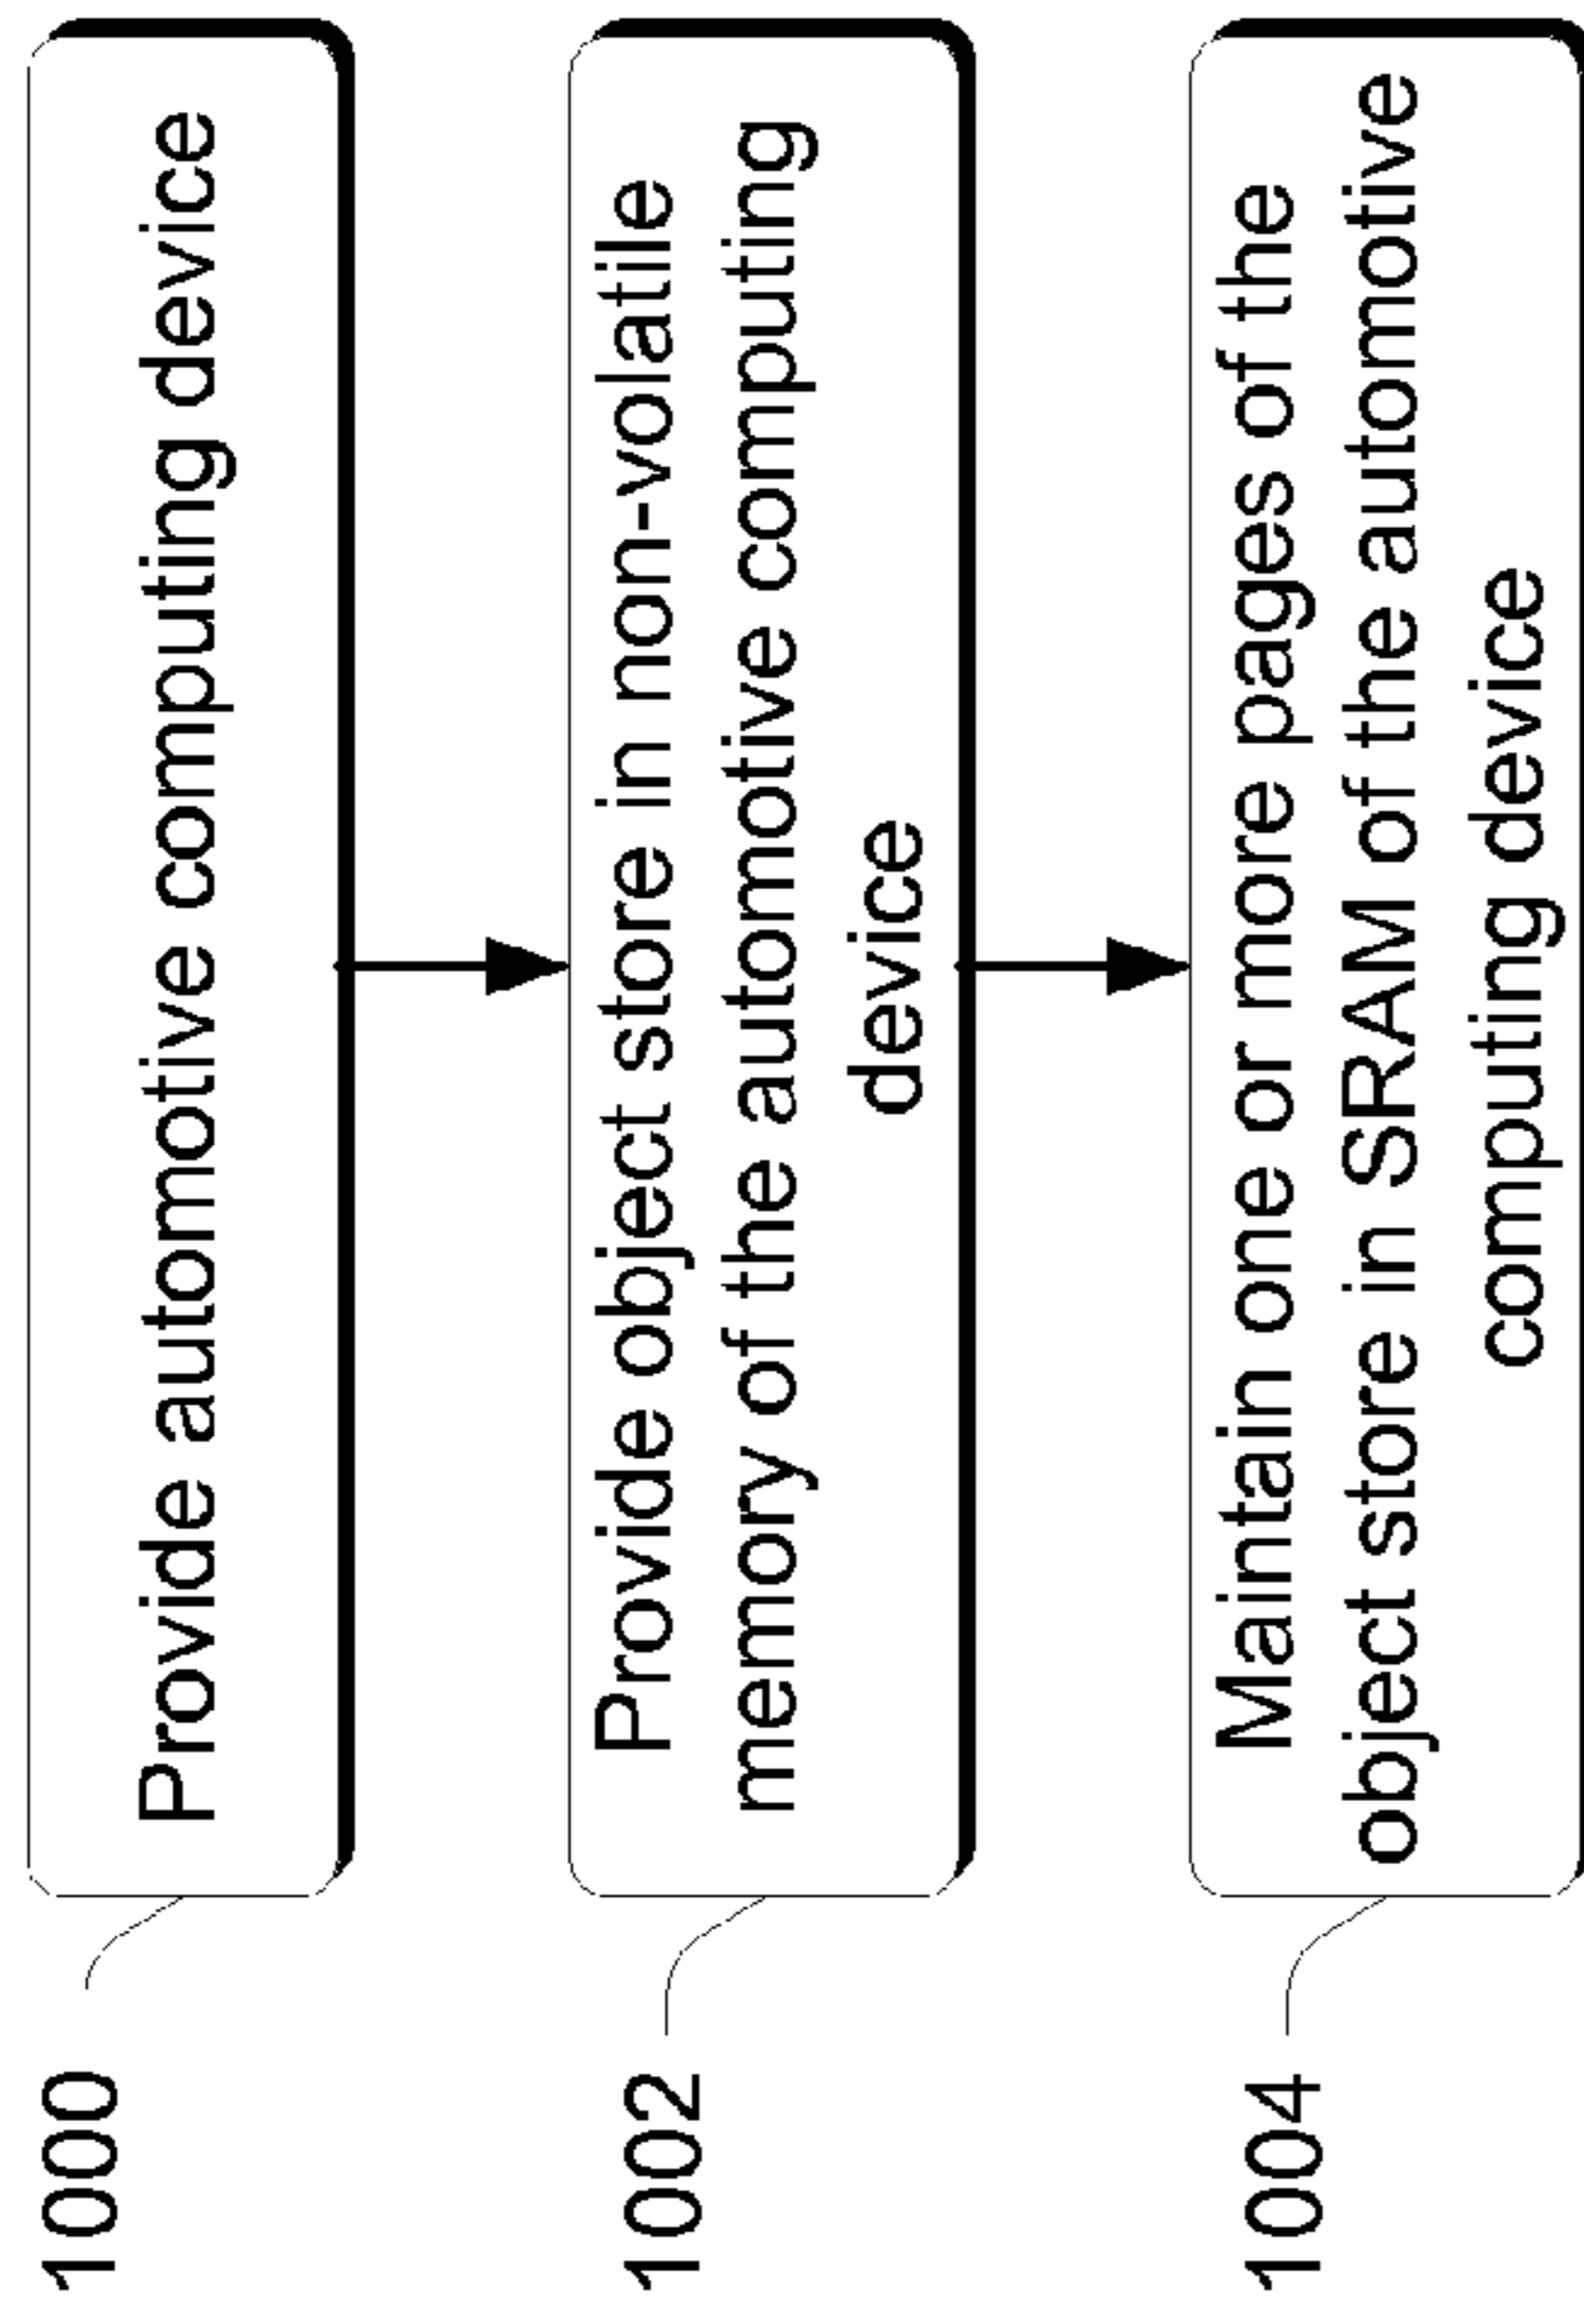 1000
Provide automotive computing device
1002
Provide object store in non-volatile
memory of the automotive computing
device
1004
Maintain one or more pages of the
object store in SRAM of the automotive
computing device